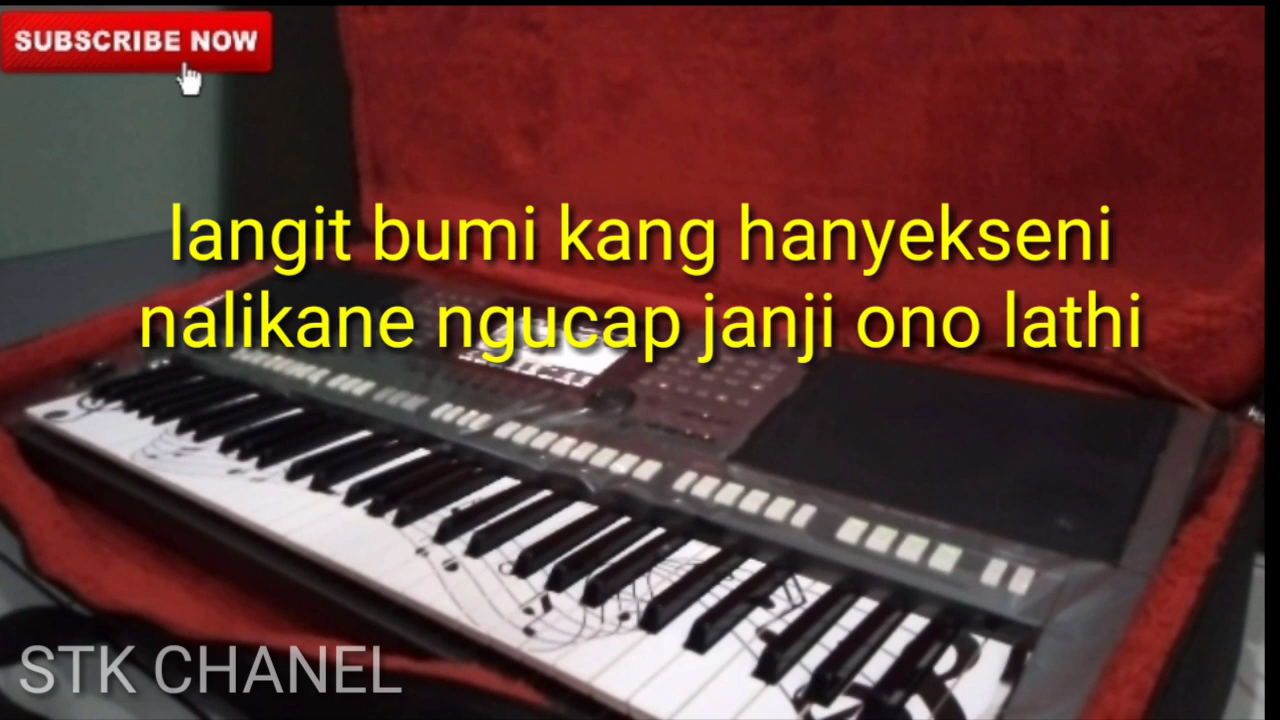 SUBSCRIBE NOW
langit bumi kang hanyekseni
nalikane ngucap janji ono lathi
STK CHANEL